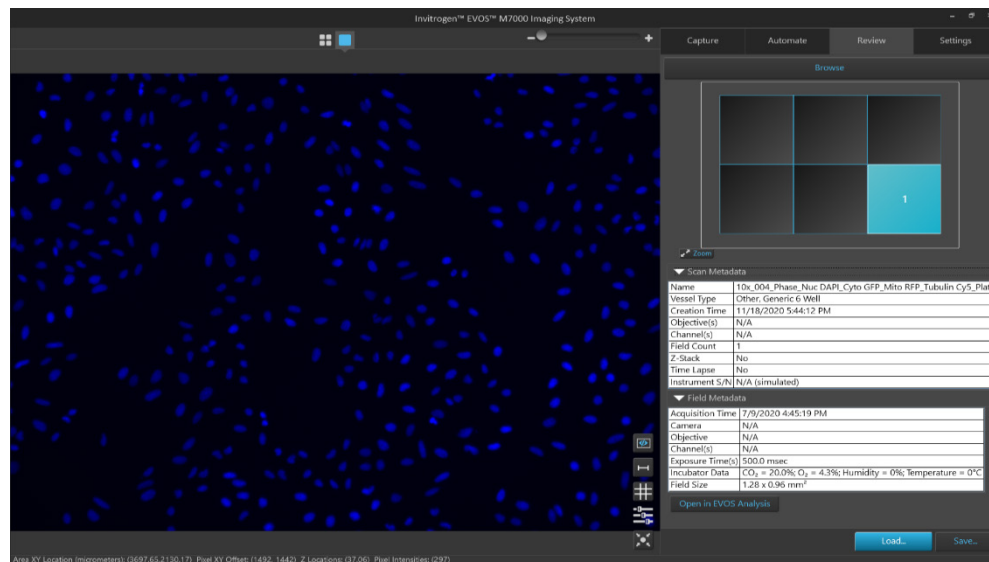 Invitrogen™ EVOS™ M7000 Imaging System
Capture Automate Review Settings
Browse
1
Zoom
Scan Metadata
Name 10x_004_Phase_Nuc DAPI_Cyto GFP_Mito RFP_Tubulin Cy5_Plat
Vessel Type Other. Generic 6 Well
Creation Time 11/18/2020 5:44:12 PM
Objective(s) N/A
Channel(s) N/A
Field Count 1
Z-Stack No
Time Lapse No
Instrument S/N N/A (simulated)
Field Metadata
Acquisition Time 7/9/2020 4:45:19 PM
Camera N/A
Objective N/A
Channel(s) N/A
Exposure Time(s) 500.0 msec
Incubator Data CO₂ = 20.0%; O₂ = 4.3%; Humidity = 0%; Temperature = 0°C
Field Size 1.28 x 0.96 mm²
Open in EVOS Analysis
Load... Save...
Area XY Location (micrometers): (3697.65,2130.17) Pixel XY Offset: (1492, 1442) Z Locations: (37.06) Pixel Intensities: (297)